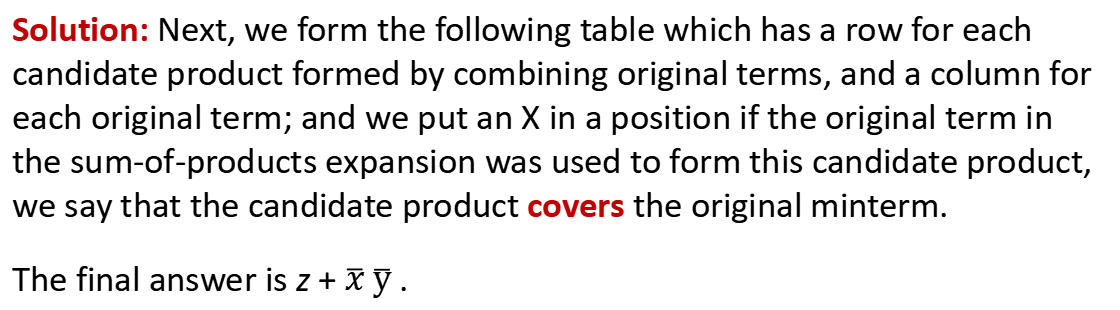 Solution: Next, we form the following table which has a row for each
candidate product formed by combining original terms, and a column for
each original term; and we put an X in a position if the original term in
the sum-of-products expansion was used to form this candidate product,
we say that the candidate product covers the original minterm.
The final answer is z + x̅ y̅ .